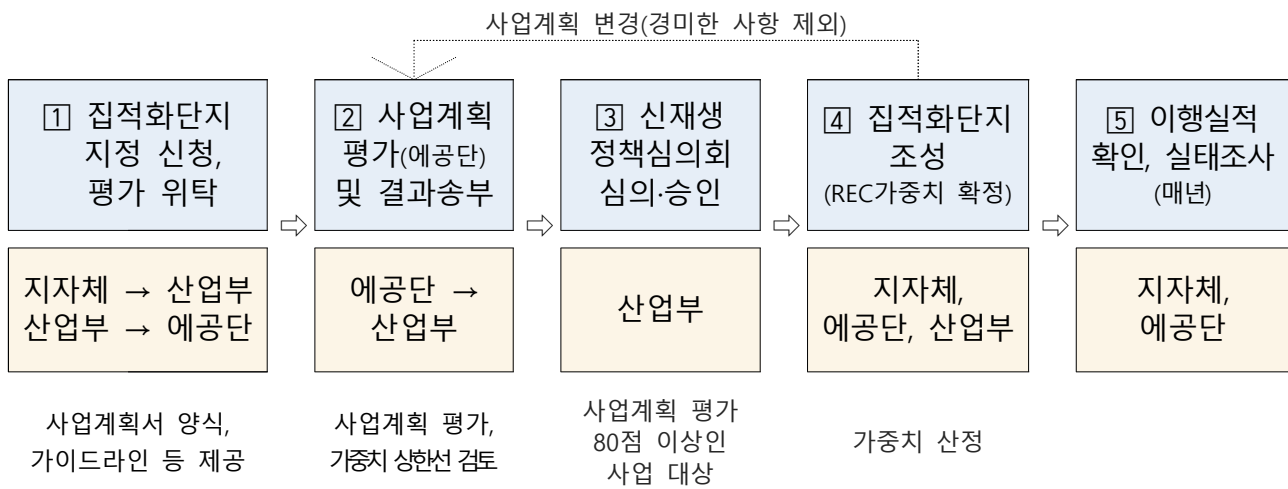 사업계획 변경(경미한 사항 제외)
1 집적화단지
지정 신청,
평가 위탁
2 사업계획
평가(에공단)
및 결과송부
3 신재생
정책심의회
심의·승인
4 집적화단지
조성
(REC가중치 확정)
5 이행실적
확인, 실태조사
(매년)
지자체 → 산업부
산업부 → 에공단
에공단 →
산업부
산업부
지자체,
에공단, 산업부
지자체,
에공단
사업계획서 양식,
가이드라인 등 제공
사업계획 평가,
가중치 상한선 검토
사업계획 평가
80점 이상인
사업 대상
가중치 산정